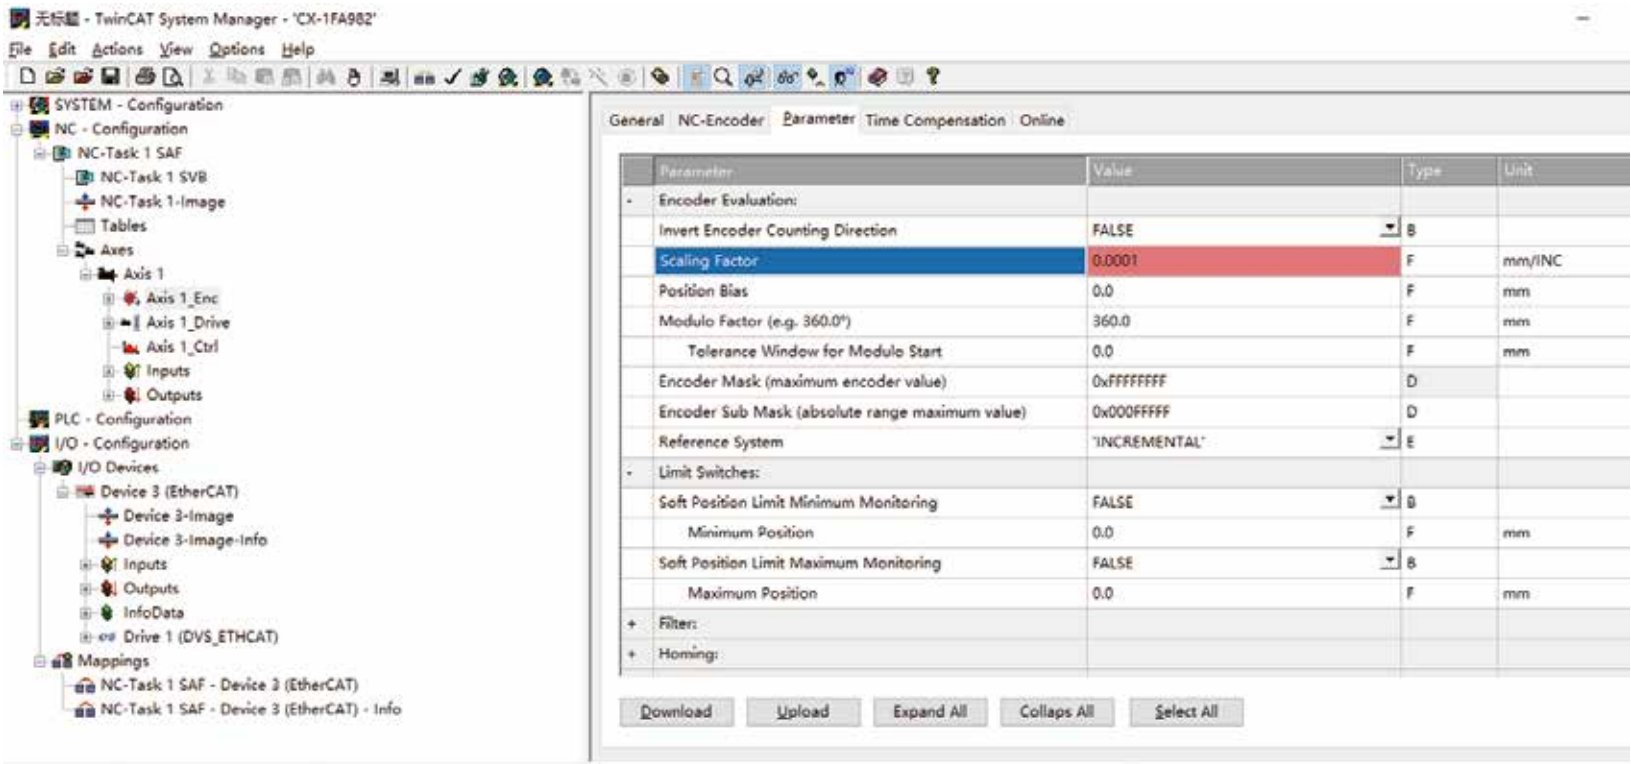 无标题 - TwinCAT System Manager - 'CX-1FA982'
File Edit Actions View Options Help
SYSTEM - Configuration
NC - Configuration
NC-Task 1 SAF
NC-Task 1 SVB
NC-Task 1-Image
Tables
Axes
Axis 1
Axis 1_Enc
Axis 1_Drive
Axis 1_Ctrl
Inputs
Outputs
PLC - Configuration
I/O - Configuration
I/O Devices
Device 3 (EtherCAT)
Device 3-Image
Device 3-Image-Info
Inputs
Outputs
InfoData
Drive 1 (DVS_ETHCAT)
Mappings
NC-Task 1 SAF - Device 3 (EtherCAT)
NC-Task 1 SAF - Device 3 (EtherCAT) - Info
General NC-Encoder Parameter Time Compensation Online
Parameter Value Type Unit
- Encoder Evaluation:
Invert Encoder Counting Direction FALSE B
Scaling Factor 0.0001 F mm/INC
Position Bias 0.0 F mm
Modulo Factor (e.g. 360.0°) 360.0 F mm
Tolerance Window for Modulo Start 0.0 F mm
Encoder Mask (maximum encoder value) 0xFFFFFFFF D
Encoder Sub Mask (absolute range maximum value) 0x000FFFFF D
Reference System 'INCREMENTAL' E
- Limit Switches:
Soft Position Limit Minimum Monitoring FALSE B
Minimum Position 0.0 F mm
Soft Position Limit Maximum Monitoring FALSE B
Maximum Position 0.0 F mm
+ Filter:
+ Homing:
Download Upload Expand All Collaps All Select All